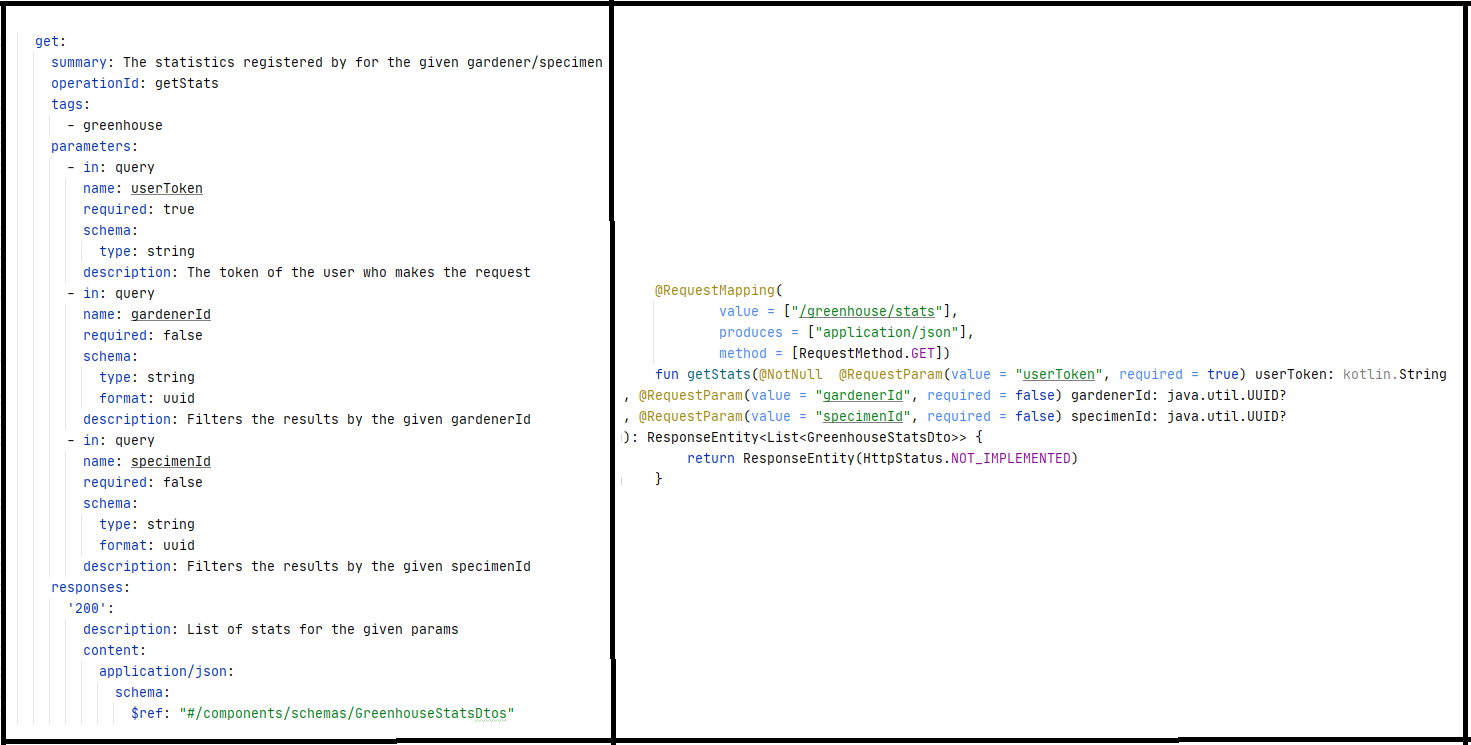 get:
summary: The statistics registered by for the given gardener/specimen
operationId: getStats
tags:
- greenhouse
parameters:
- in: query
name: userToken
required: true
schema:
type: string
description: The token of the user who makes the request
- in: query
name: gardenerId
required: false
schema:
type: string
format: uuid
description: Filters the results by the given gardenerId
- in: query
name: specimenId
required: false
schema:
type: string
format: uuid
description: Filters the results by the given specimenId
responses:
'200':
description: List of stats for the given params
content:
application/json:
schema:
$ref: "#/components/schemas/GreenhouseStatsDtos"
@RequestMapping(
value = ["/greenhouse/stats"],
produces = ["application/json"],
method = [RequestMethod.GET])
fun getStats(@NotNull  @RequestParam(value = "userToken", required = true) userToken: kotlin.String
, @RequestParam(value = "gardenerId", required = false) gardenerId: java.util.UUID?
, @RequestParam(value = "specimenId", required = false) specimenId: java.util.UUID?
): ResponseEntity<List<GreenhouseStatsDto>> {
return ResponseEntity(HttpStatus.NOT_IMPLEMENTED)
}